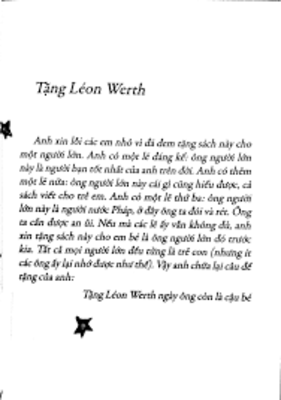 Tặng Léon Werth
Anh xin lỗi các em nhỏ vì đã đem tặng sách này cho
một người lớn. Anh có một lẽ đáng kể: ông người lớn
này là người bạn tốt nhất của anh trên đời. Anh có thêm
một lẽ nữa: ông người lớn này cái gì cũng hiểu được, cả
sách viết cho trẻ em. Anh có lẽ thứ ba: ông người
lớn này là người nước Pháp, ở đây ông ta đói và rét. Ông
ta cần được an ủi. Nếu mà các lẽ ấy vẫn không đủ, anh
xin tặng sách này cho em bé là ông người lớn đó trước
kia. Tất cả mọi người lớn đều từng là trẻ con (nhưng ít
các ông ấy lại nhớ được như thế). Vậy anh chữa lại câu đề
tặng của anh:
Tặng Léon Werth ngày ông còn là cậu bé